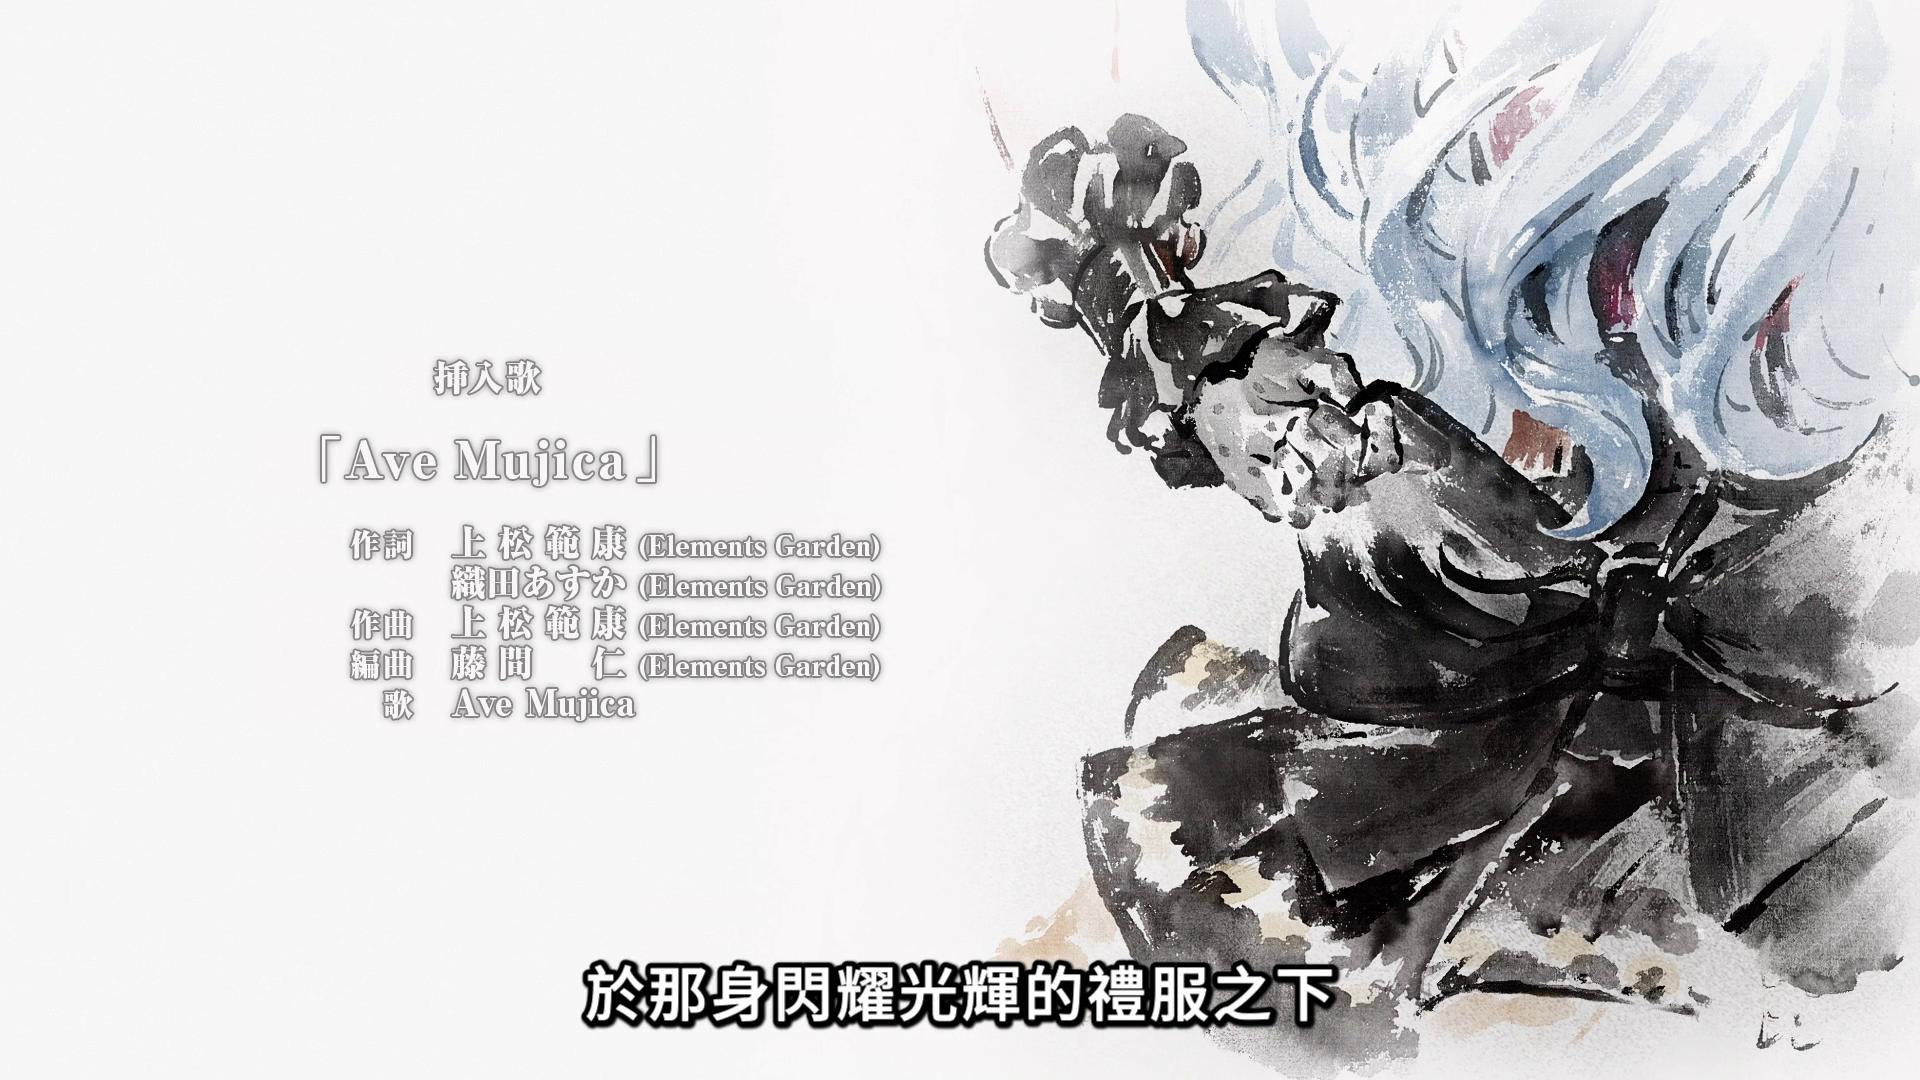 挿入歌
「Ave Mujica」
作詞 上松範康 (Elements Garden)
織田あすか (Elements Garden)
作曲 上松範康 (Elements Garden)
編曲 藤間 仁 (Elements Garden)
歌 Ave Mujica
於那身閃耀光輝的禮服之下